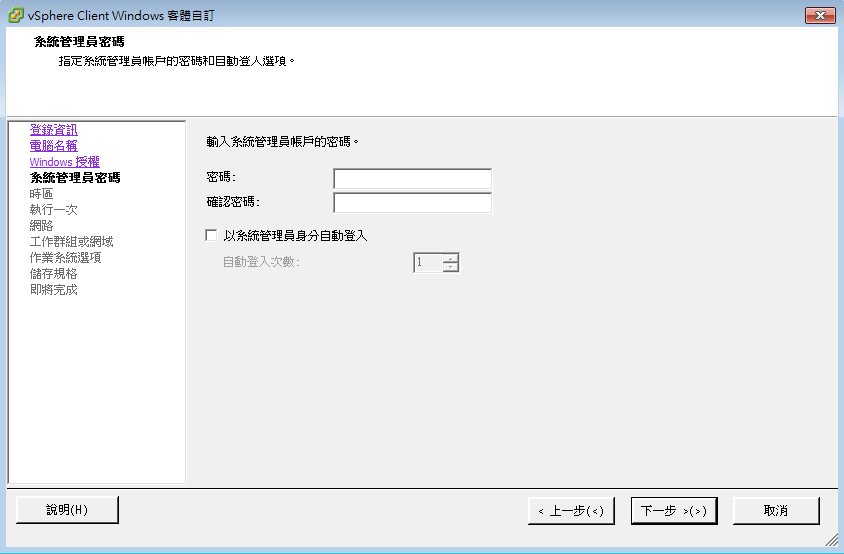 vSphere Client Windows 客體自訂
系統管理員密碼
指定系統管理員帳戶的密碼和自動登入選項。
登錄資訊
電腦名稱
Windows 授權
系統管理員密碼
時區
執行一次
網路
工作群組或網域
作業系統選項
儲存規格
即將完成
輸入系統管理員帳戶的密碼。
密碼:
確認密碼:
以系統管理員身分自動登入
自動登入次數:
1
說明(H)
< 上一步(<)
下一步 >(>)
取消